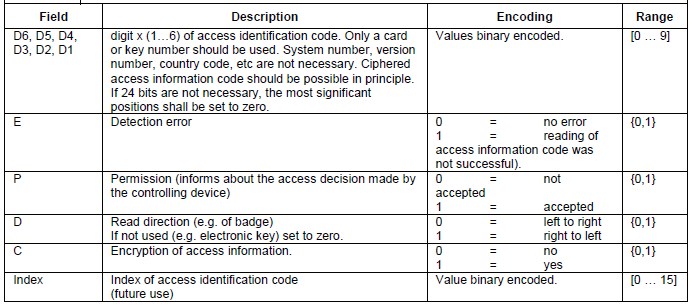 Field Description Encoding Range
D6, D5, D4, digit x (1…6) of access identification code. Only a card Values binary encoded. [0 … 9]
D3, D2, D1 or key number should be used. System number, version
number, country code, etc are not necessary. Ciphered
access information code should be possible in principle.
If 24 bits are not necessary, the most significant
positions shall be set to zero.
E Detection error 0 = no error {0,1}
1 = reading of
access information code was
not successful).
P Permission (informs about the access decision made by 0 = not {0,1}
the controlling device) accepted
1 = accepted
D Read direction (e.g. of badge) 0 = left to right {0,1}
If not used (e.g. electronic key) set to zero. 1 = right to left
C Encryption of access information. 0 = no {0,1}
1 = yes
Index Index of access identification code Value binary encoded. [0 … 15]
(future use)